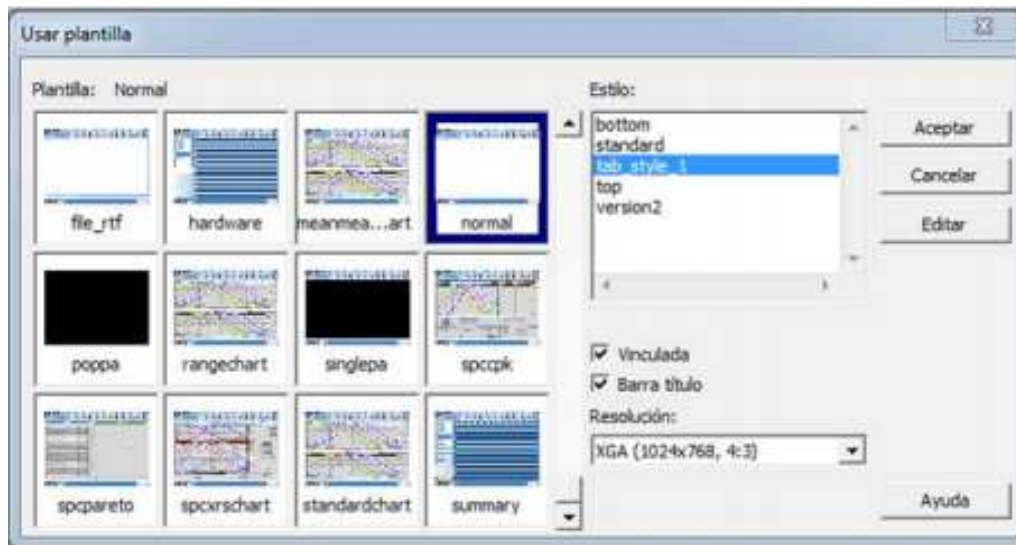 Usar plantilla
Plantilla: Normal
file_rtf
hardware
meanmea...art
normal
poppa
rangechart
singlepa
spccpk
spcpareto
spcxrschart
standardchart
summary
Estilo:
bottom
standard
tab_style_1
top
version2
Vinculada
Barra título
Resolución:
XGA (1024x768, 4:3)
Aceptar
Cancelar
Editar
Ayuda